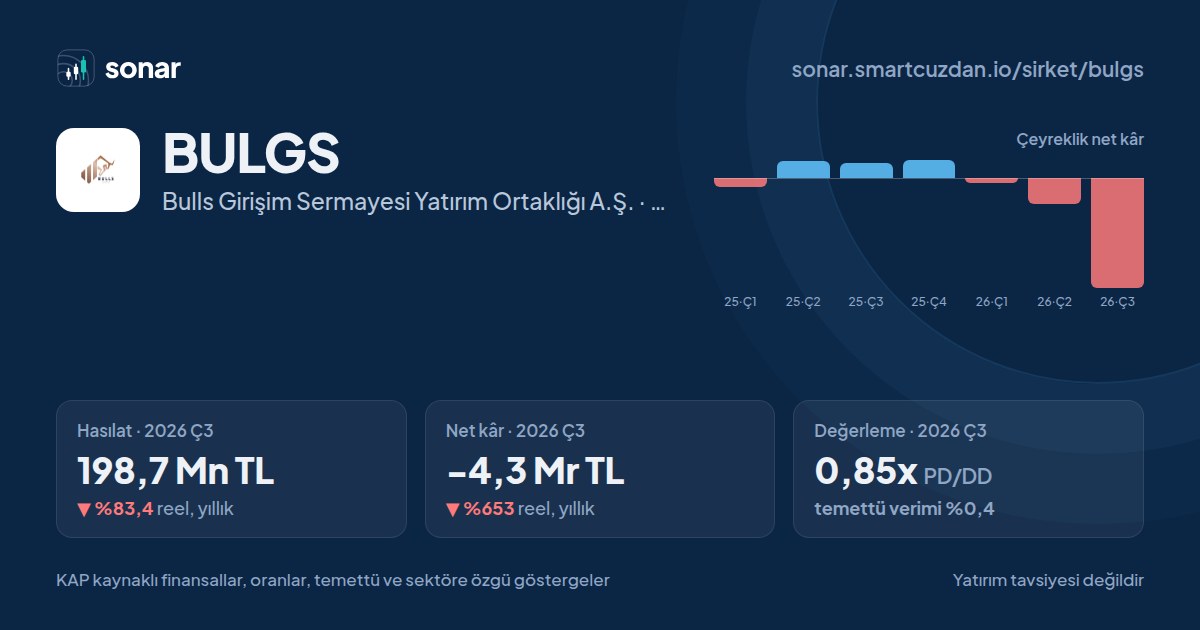 sonar
sonar.smartcuzdan.io/sirket/bulgs
BULLS
BULGS
Bulls Girişim Sermayesi Yatırım Ortaklığı A.Ş. · ...
Çeyreklik net kâr
25·Ç1 25·Ç2 25·Ç3 25·Ç4 26·Ç1 26·Ç2 26·Ç3
Hasılat · 2026 Ç3
198,7 Mn TL
▼ %83,4 reel, yıllık
Net kâr · 2026 Ç3
−4,3 Mr TL
▼ %653 reel, yıllık
Değerleme · 2026 Ç3
0,85x PD/DD
temettü verimi %0,4
KAP kaynaklı finansallar, oranlar, temettü ve sektöre özgü göstergeler
Yatırım tavsiyesi değildir